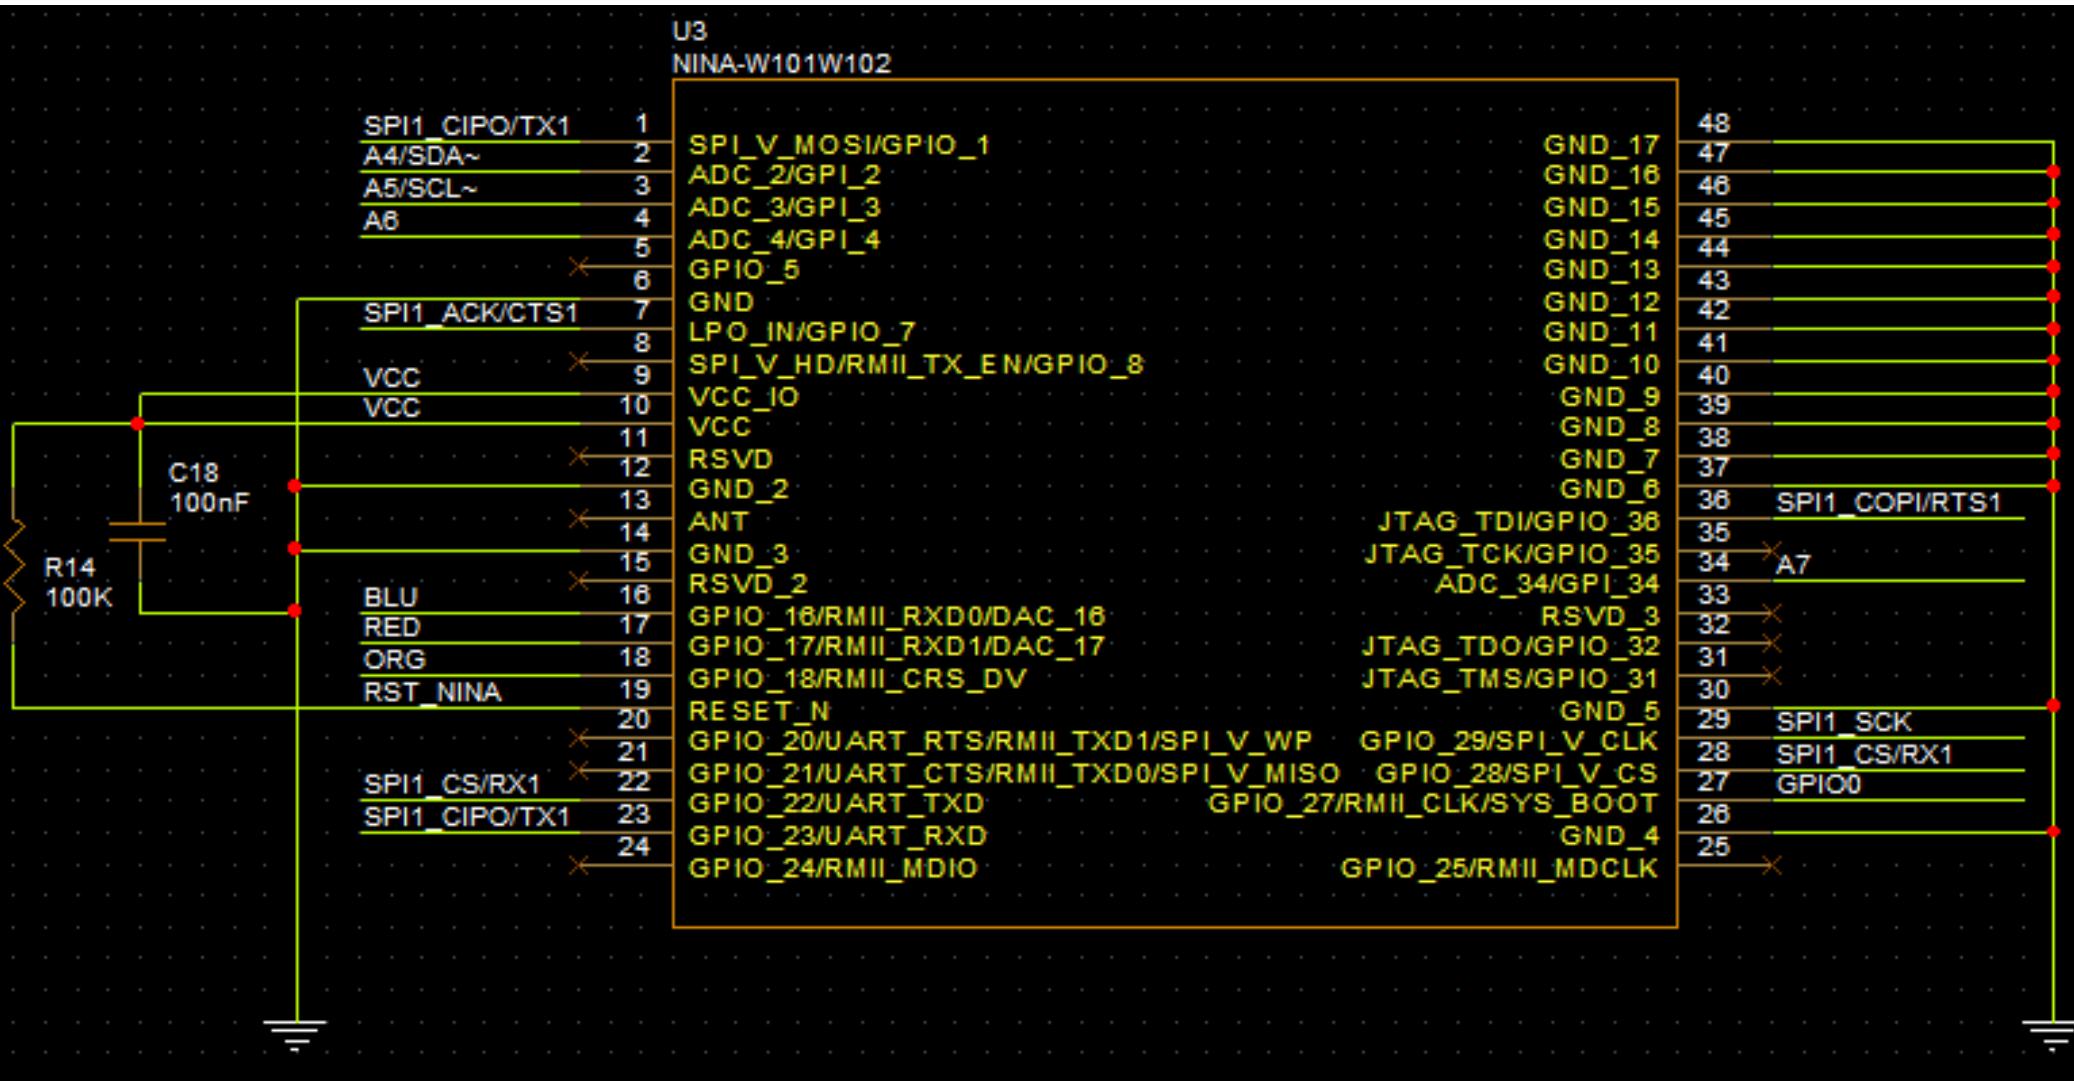 U3
NINA-W101W102
SPI1_CIPO/TX1 1 SPI_V_MOSI/GPIO_1 GND_17 48
A4/SDA~ 2 ADC_2/GPI_2 GND_16 47
A5/SCL~ 3 ADC_3/GPI_3 GND_15 46
A6 4 ADC_4/GPI_4 GND_14 45
5 GPIO_5 GND_13 44
6 GND GND_12 43
SPI1_ACK/CTS1 7 LPO_IN/GPIO_7 GND_11 42
8 SPI_V_HD/RMII_TX_EN/GPIO_8 GND_10 41
VCC 9 VCC_IO GND_9 40
VCC 10 VCC GND_8 39
11 RSVD GND_7 38
C18
100nF
12 GND_2 GND_6 37
13 ANT JTAG_TDI/GPIO_36 36 SPI1_COPI/RTS1
14 GND_3 JTAG_TCK/GPIO_35 35
R14
100K
15 RSVD_2 ADC_34/GPI_34 34 A7
BLU 16 GPIO_16/RMII_RXD0/DAC_16 RSVD_3 33
RED 17 GPIO_17/RMII_RXD1/DAC_17 JTAG_TDO/GPIO_32 32
ORG 18 GPIO_18/RMII_CRS_DV JTAG_TMS/GPIO_31 31
RST_NINA 19 RESET_N GND_5 30
20 GPIO_20/UART_RTS/RMII_TXD1/SPI_V_WP GPIO_29/SPI_V_CLK 29 SPI1_SCK
21 GPIO_21/UART_CTS/RMII_TXD0/SPI_V_MISO GPIO_28/SPI_V_CS 28 SPI1_CS/RX1
SPI1_CS/RX1 22 GPIO_22/UART_TXD GPIO_27/RMII_CLK/SYS_BOOT 27 GPIO0
SPI1_CIPO/TX1 23 GPIO_23/UART_RXD GND_4 26
24 GPIO_24/RMII_MDIO GPIO_25/RMII_MDCLK 25